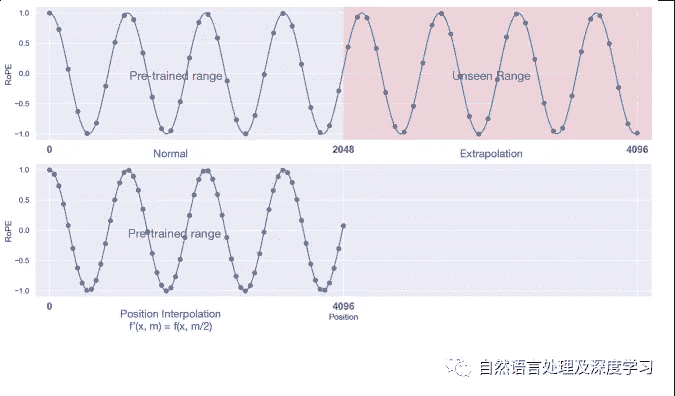 1.0
0.5
0.0
−0.5
−1.0
RoPE
Pre-trained range
Unseen Range
0
2048
4096
Normal
Extrapolation
1.0
0.5
0.0
−0.5
−1.0
RoPE
Pre-trained range
0
4096
Position Interpolation
Position
f'(x, m) = f(x, m/2)
自然语言处理及深度学习